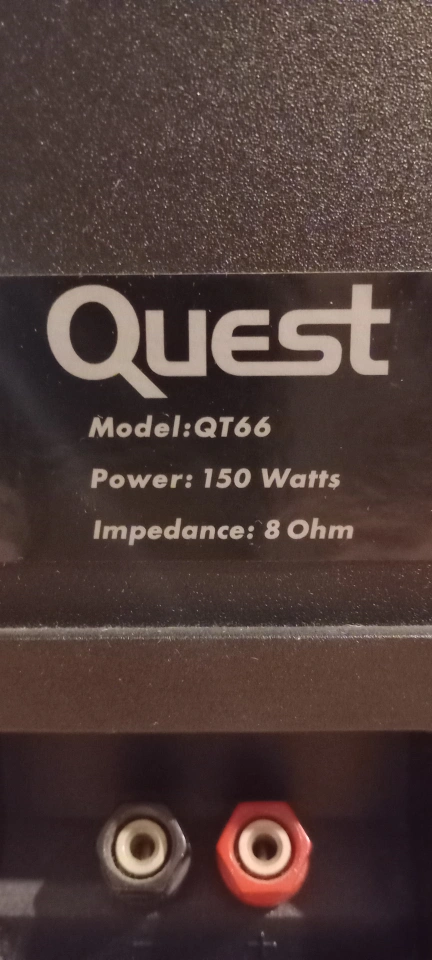 Quest
Model:QT66
Power: 150 Watts
Impedance: 8 Ohm